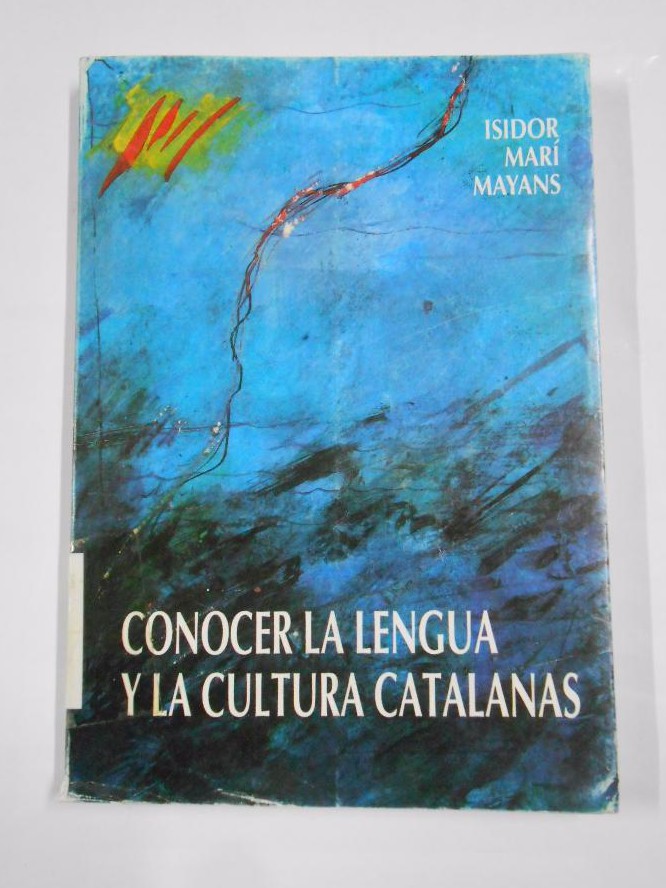 ISIDOR
MARÍ
MAYANS
CONOCER LA LENGUA
Y LA CULTURA CATALANAS